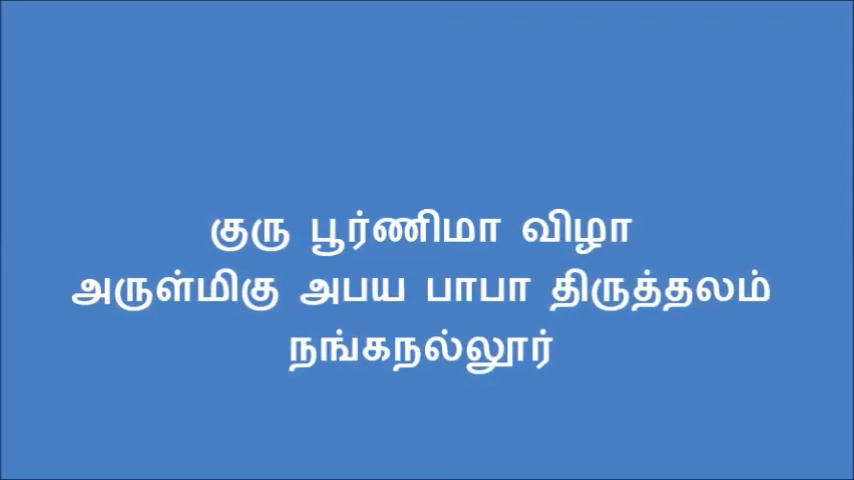 குரு பூர்ணிமா விழா
அருள்மிகு அபய பாபா திருத்தலம்
நங்கநல்லூர்